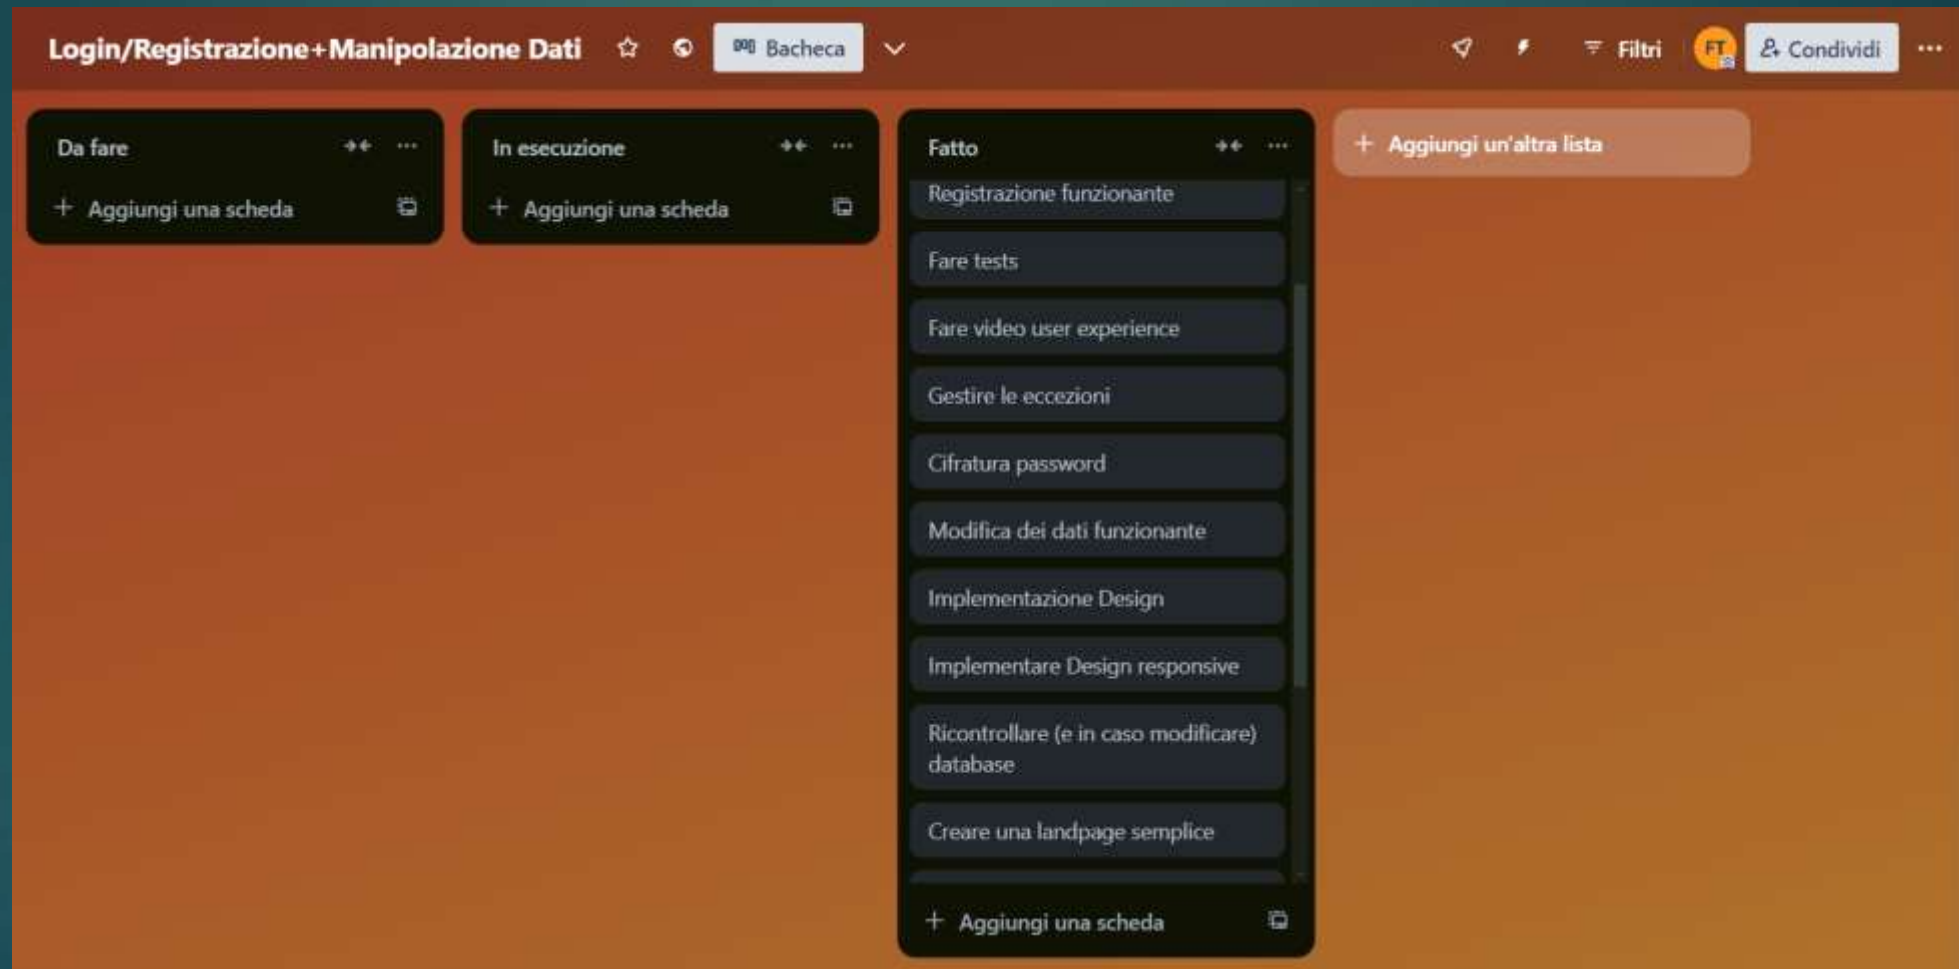 Login/Registrazione+Manipolazione Dati
Bacheca
Filtri
FT
Condividi
Da fare
Aggiungi una scheda
In esecuzione
Aggiungi una scheda
Fatto
Registrazione funzionante
Fare tests
Fare video user experience
Gestire le eccezioni
Cifratura password
Modifica dei dati funzionante
Implementazione Design
Implementare Design responsive
Ricontrollare (e in caso modificare)
database
Creare una landpage semplice
Aggiungi una scheda
Aggiungi un'altra lista